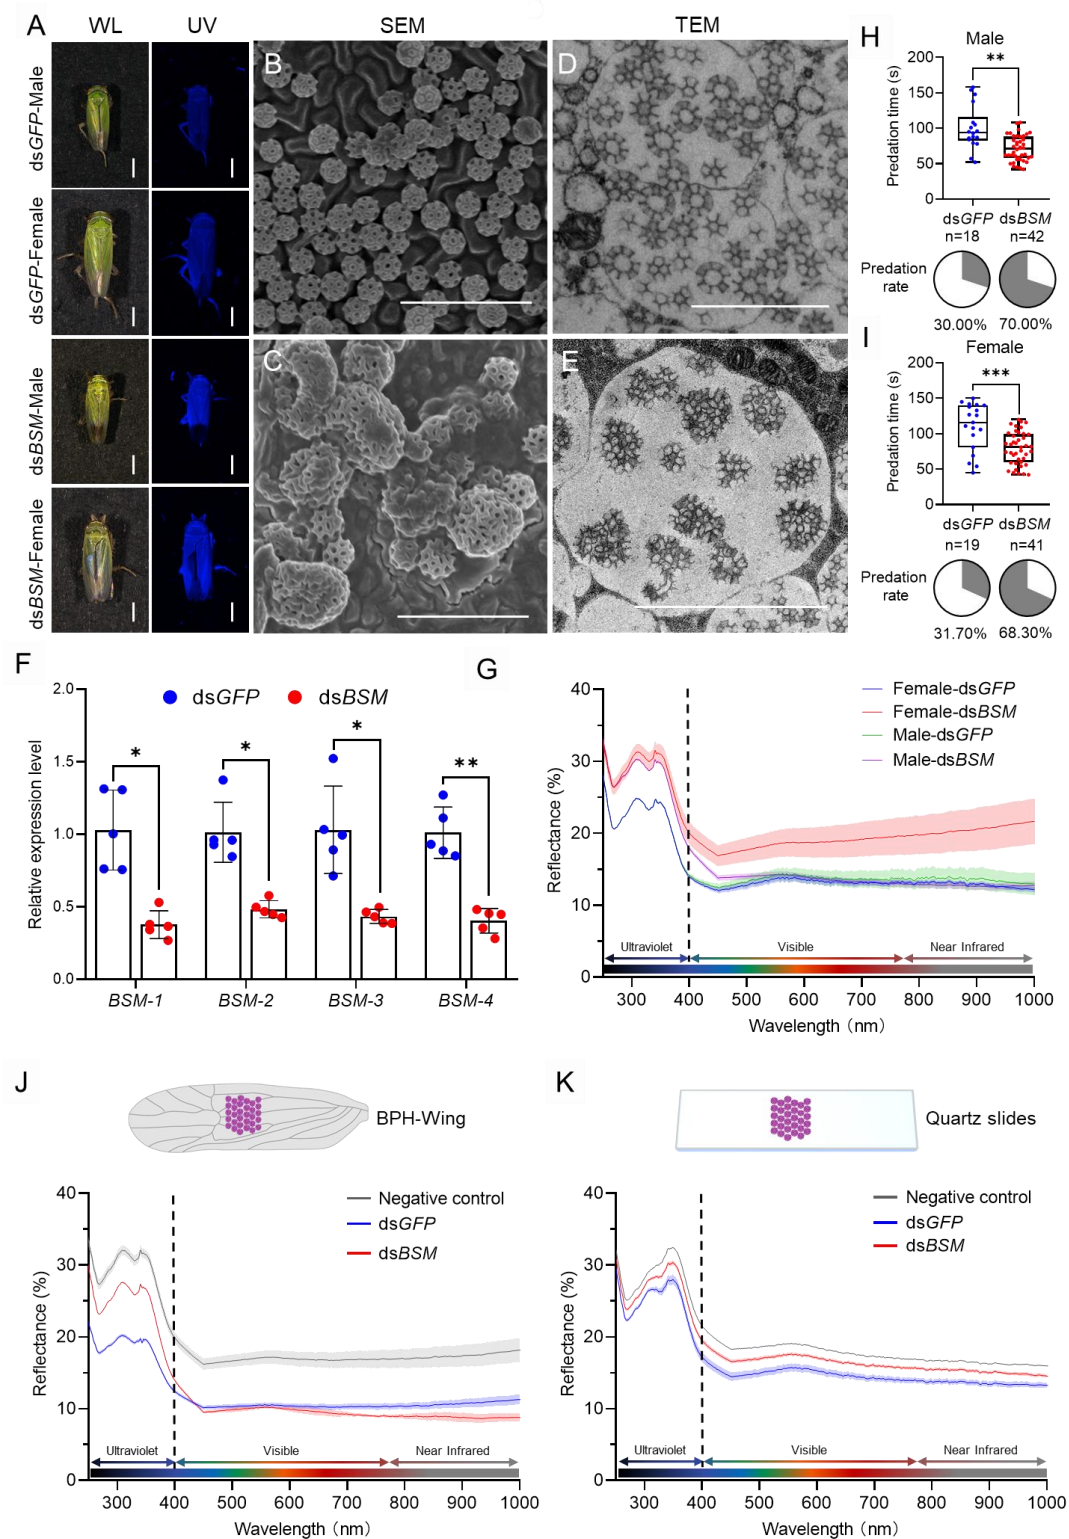 A
WL
UV
SEM
TEM
dsGFP-Male
dsGFP-Female
dsBSM-Male
dsBSM-Female
B
C
D
E
H
Male
Predation time (s)
200
150
100
50
0
**
dsGFP
dsBSM
n=18
n=42
Predation
rate
30.00%
70.00%
I
Female
Predation time (s)
200
150
100
50
0
***
dsGFP
dsBSM
n=19
n=41
Predation
rate
31.70%
68.30%
F
dsGFP
dsBSM
Relative expression level
2.0
1.5
1.0
0.5
0.0
*
*
*
**
BSM-1
BSM-2
BSM-3
BSM-4
G
Female-dsGFP
Female-dsBSM
Male-dsGFP
Male-dsBSM
Reflectance (%)
40
30
20
10
0
Ultraviolet
Visible
Near Infrared
300 400 500 600 700 800 900 1000
Wavelength (nm)
J
BPH-Wing
Negative control
dsGFP
dsBSM
Reflectance (%)
40
30
20
10
0
Ultraviolet
Visible
Near Infrared
300 400 500 600 700 800 900 1000
Wavelength (nm)
K
Quartz slides
Negative control
dsGFP
dsBSM
Reflectance (%)
40
30
20
10
0
Ultraviolet
Visible
Near Infrared
300 400 500 600 700 800 900 1000
Wavelength (nm)